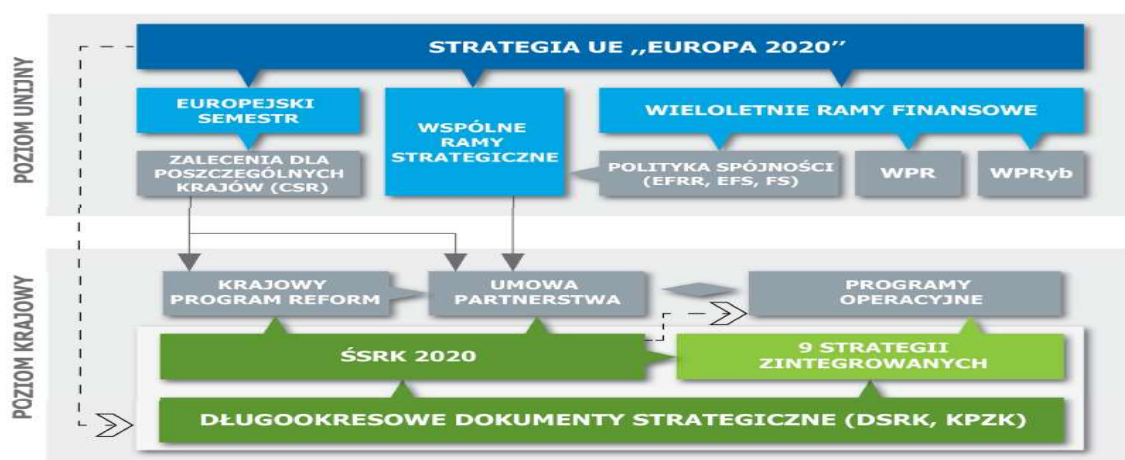 POZIOM UNIJNY
STRATEGIA UE ,,EUROPA 2020”
EUROPEJSKI
SEMESTR
WSPÓLNE
RAMY
STRATEGICZNE
WIELOLETNIE RAMY FINANSOWE
ZALECENIA DLA
POSZCZEGÓLNYCH
KRAJÓW (CSR)
POLITYKA SPÓJNOŚCI
(EFRR, EFS, FS)
WPR
WPRyb
POZIOM KRAJOWY
KRAJOWY
PROGRAM REFORM
UMOWA
PARTNERSTWA
PROGRAMY
OPERACYJNE
ŚSRK 2020
9 STRATEGII
ZINTEGROWANYCH
DŁUGOOKRESOWE DOKUMENTY STRATEGICZNE (DSRK, KPZK)